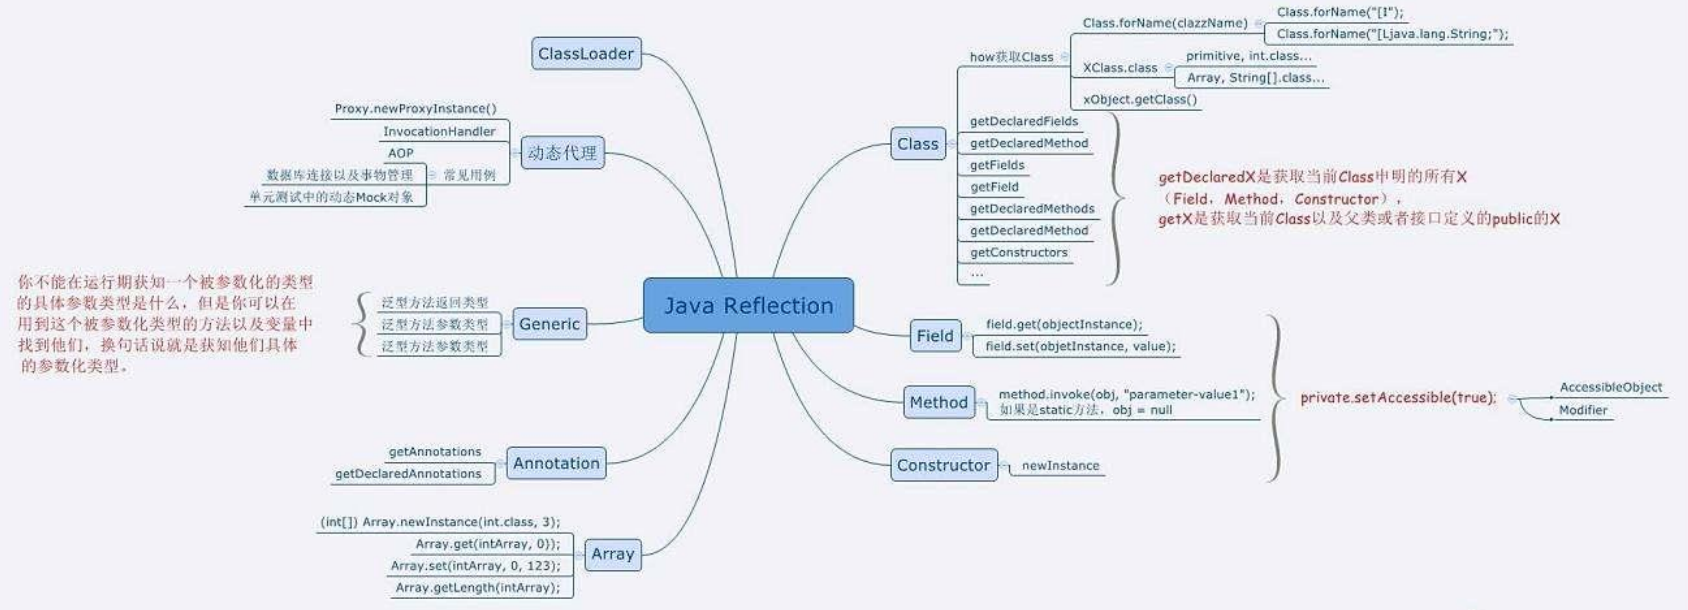 Java Reflection
Class
how获取Class
Class.forName(clazzName)
Class.forName("[I");
Class.forName("[Ljava.lang.String;");
XClass.class
primitive, int.class...
Array, String[].class...
xObject.getClass()
getDeclaredFields
getDeclaredMethod
getFields
getField
getDeclaredMethods
getDeclaredMethod
getConstructors
...
getDeclaredX是获取当前Class申明的所有X
（Field，Method，Constructor），
getX是获取当前Class以及父类或者接口定义的public的X
Field
field.get(objectInstance);
field.set(objetInstance, value);
Method
method.invoke(obj, "parameter-value1");
如果是static方法，obj = null
Constructor
newInstance
private.setAccessible(true);
AccessibleObject
Modifier
ClassLoader
动态代理
Proxy.newProxyInstance()
InvocationHandler
常见用例
AOP
数据库连接以及事物管理
单元测试中的动态Mock对象
Generic
泛型方法返回类型
泛型方法参数类型
泛型方法参数类型
你不能在运行期获知一个被参数化的类型
的具体参数类型是什么，但是你可以在
用到这个被参数化类型的方法以及变量中
找到他们，换句话说就是获知他们具体
的参数化类型。
Annotation
getAnnotations
getDeclaredAnnotations
Array
(int[]) Array.newInstance(int.class, 3);
Array.get(intArray, 0));
Array.set(intArray, 0, 123);
Array.getLength(intArray);